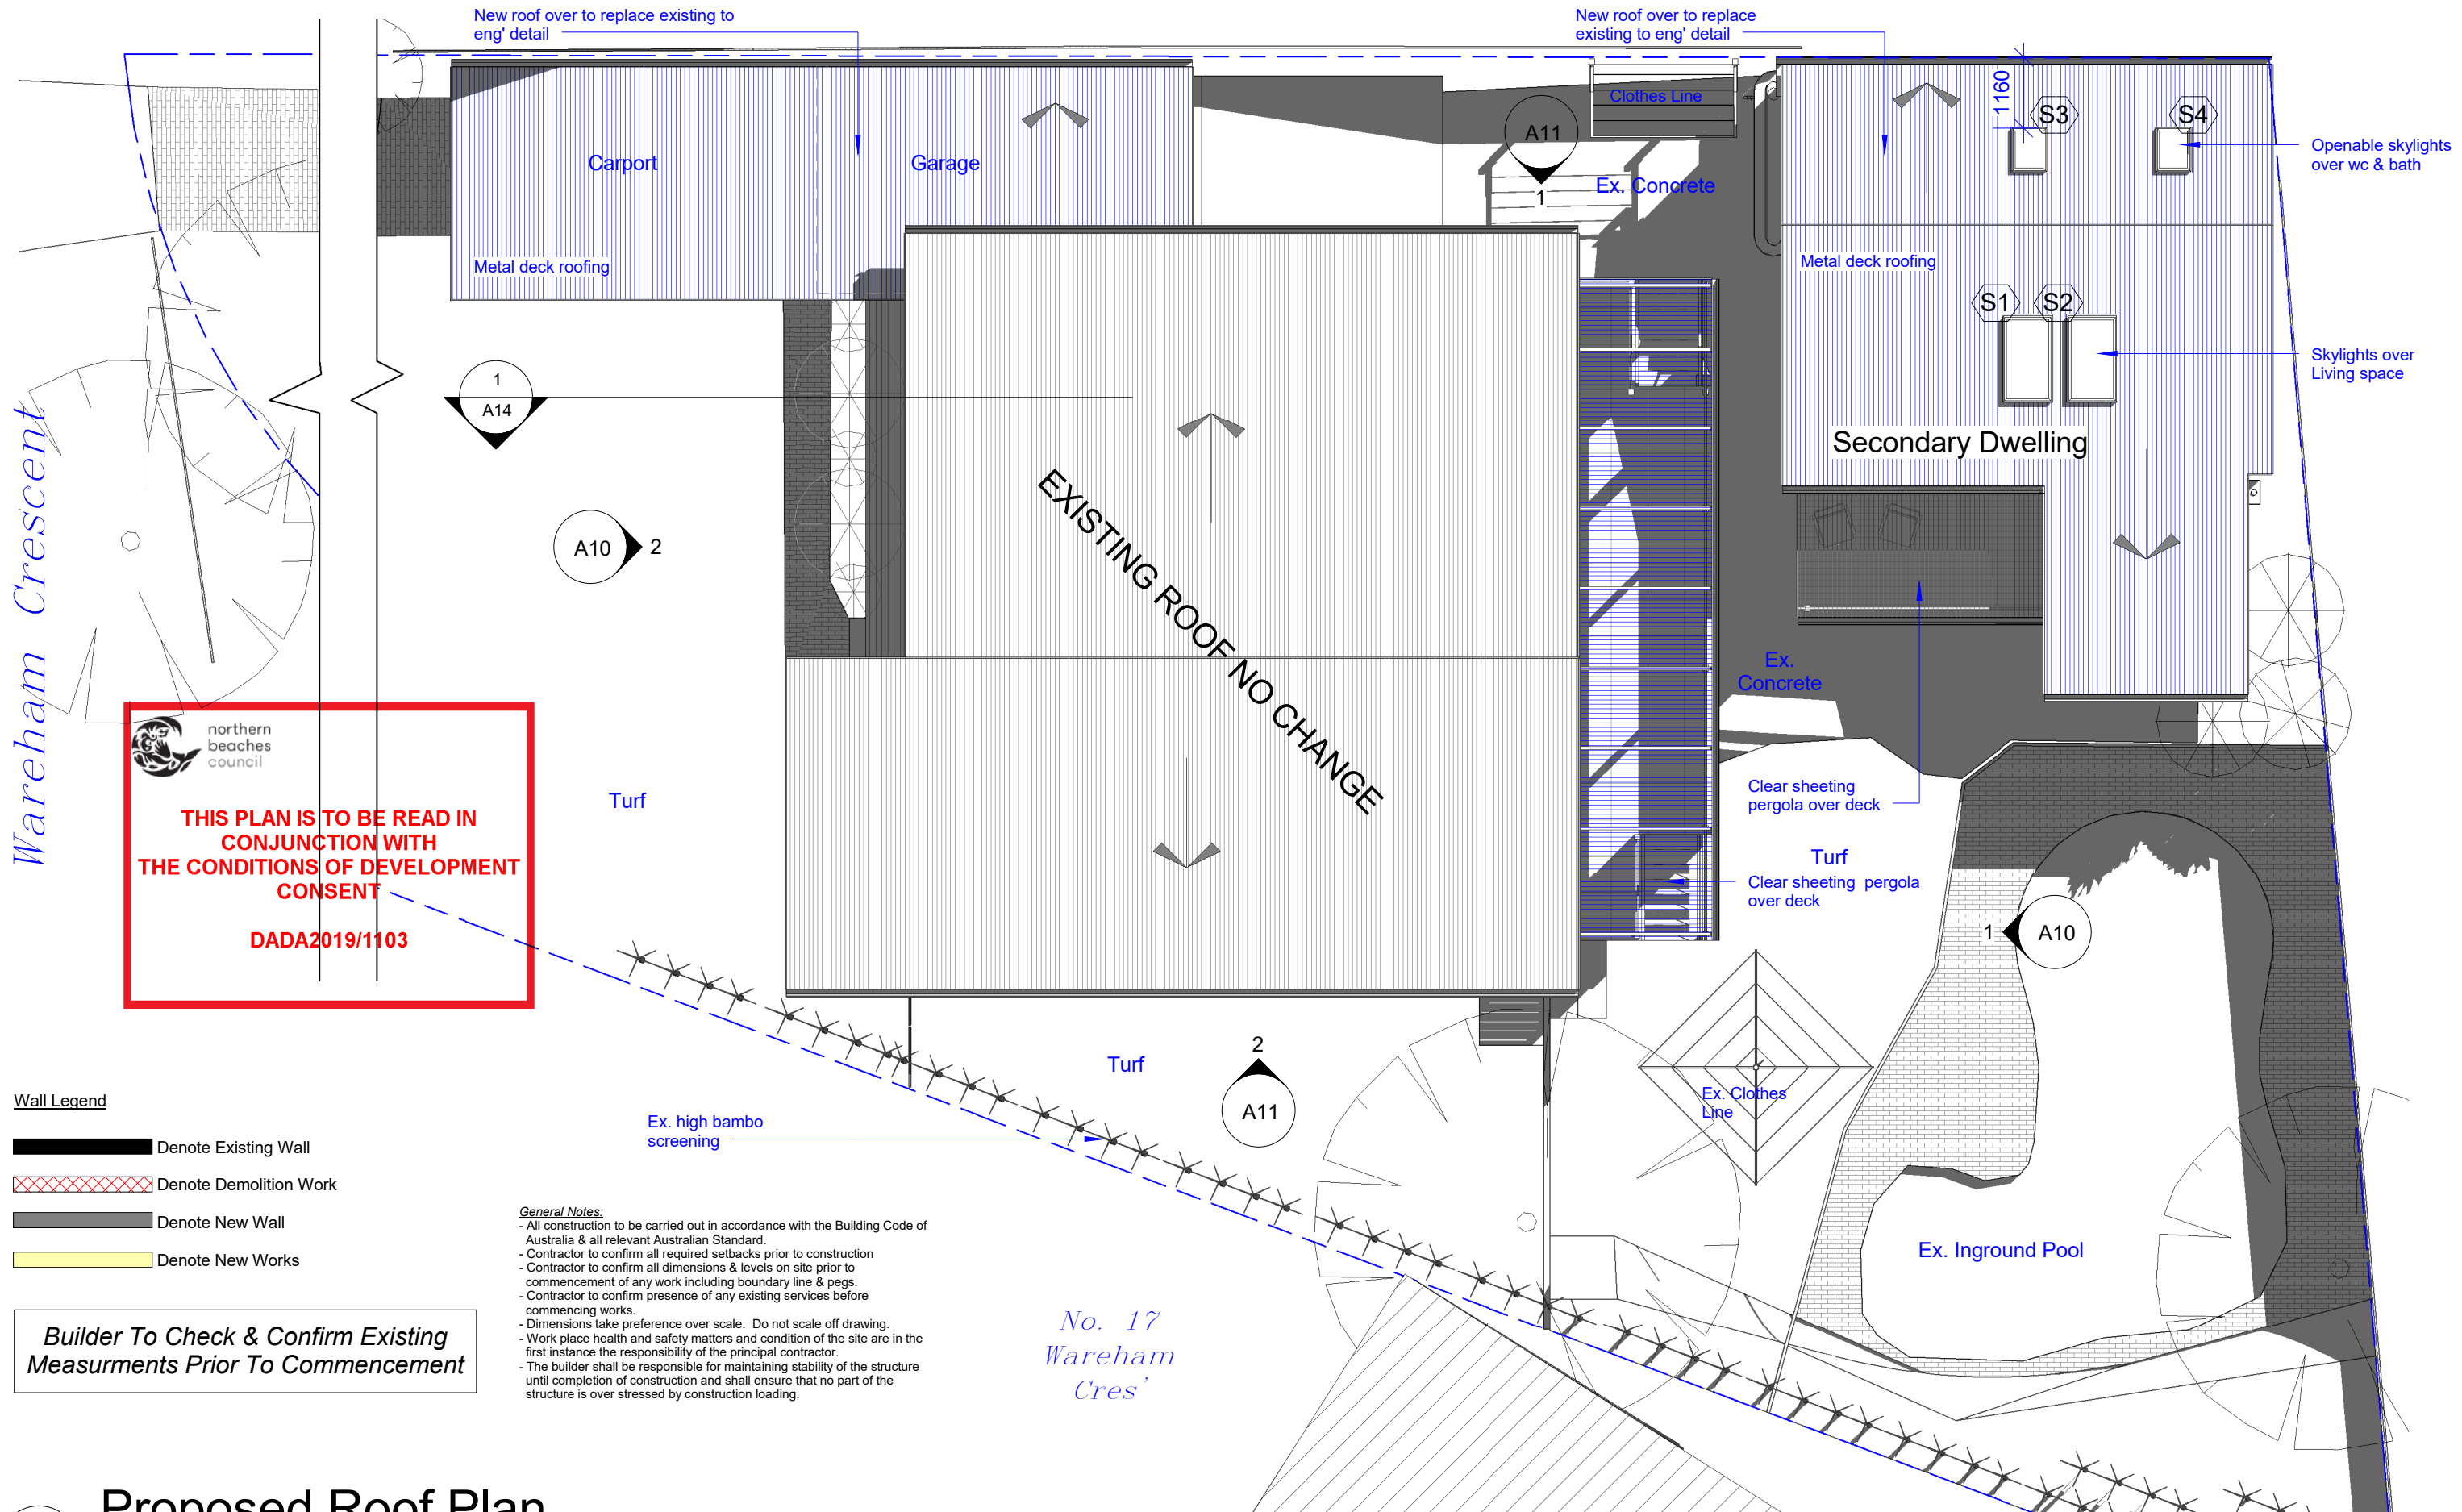 New roof over to replace existing to
eng' detail
New roof over to replace
existing to eng' detail
1160
Clothes Line
S3
S4
A11
1
Openable skylights
over wc & bath
Carport
Garage
Ex. Concrete
Metal deck roofing
Metal deck roofing
S1
S2
Skylights over
Living space
1
A14
Secondary Dwelling
Wareham Crescent
A10
2
EXISTING ROOF NO CHANGE
Ex.
Concrete
northern
beaches
council
THIS PLAN IS TO BE READ IN
CONJUNCTION WITH
THE CONDITIONS OF DEVELOPMENT
CONSENT
DADA2019/1103
Turf
Clear sheeting
pergola over deck
Turf
Clear sheeting pergola
over deck
1
A10
2
A11
Turf
Ex. Clothes
Line
Ex. high bambo
screening
Wall Legend
Denote Existing Wall
Denote Demolition Work
Denote New Wall
Denote New Works
General Notes:
- All construction to be carried out in accordance with the Building Code of
Australia & all relevant Australian Standard.
- Contractor to confirm all required setbacks prior to construction
- Contractor to confirm all dimensions & levels on site prior to
commencement of any work including boundary line & pegs.
- Contractor to confirm presence of any existing services before
commencing works.
- Dimensions take preference over scale. Do not scale off drawing.
- Work place health and safety matters and condition of the site are in the
first instance the responsibility of the principal contractor.
- The builder shall be responsible for maintaining stability of the structure
until completion of construction and shall ensure that no part of the
structure is over stressed by construction loading.
Ex. Inground Pool
Builder To Check & Confirm Existing
Measurments Prior To Commencement
No. 17
Wareham
Cres'
Proposed Roof Plan